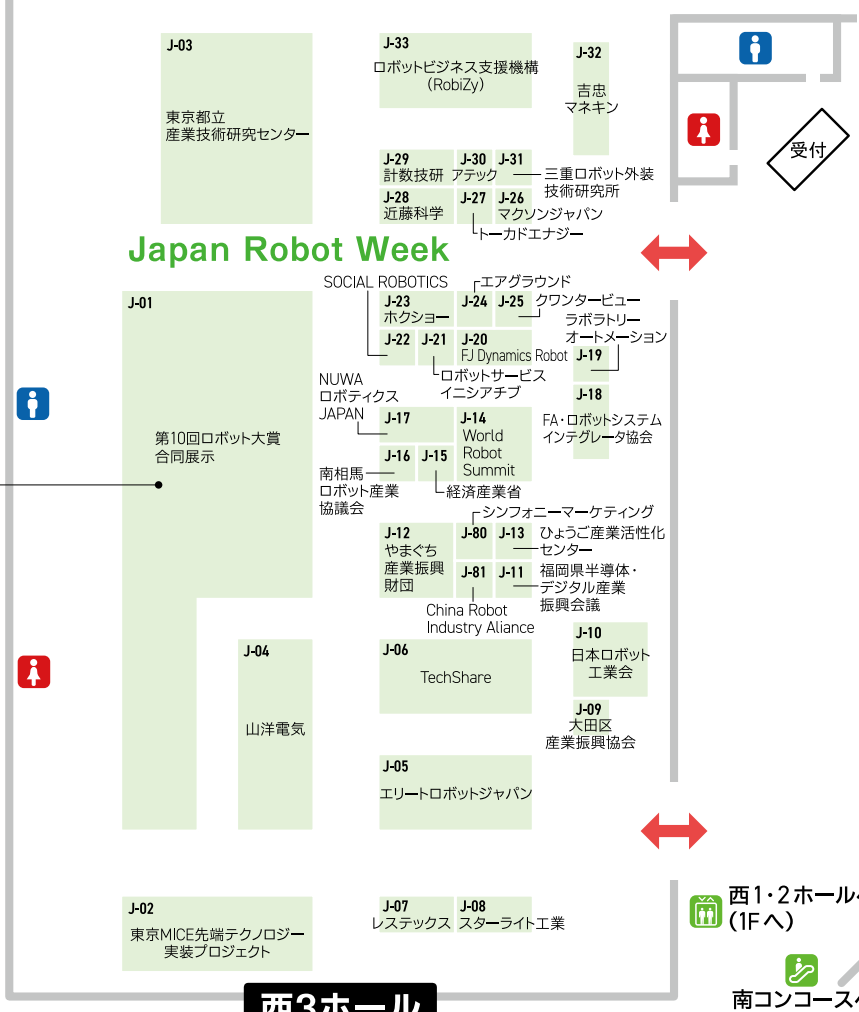 J-03
東京都立
産業技術研究センター
J-33
ロボットビジネス支援機構
(RobiZy)
J-32
吉忠
マネキン
受付
J-29
計数技研
J-30
アテック
J-31
三重ロボット外装
技術研究所
J-28
近藤科学
J-27
トーカドエナジー
J-26
マクソンジャパン
Japan Robot Week
J-01
第10回ロボット大賞
合同展示
SOCIAL ROBOTICS
エアグラウンド
J-23
ホクショー
J-24
J-25
クワンタービュー
ラボラトリー
オートメーション
J-22
J-21
ロボットサービス
イニシアチブ
J-20
FJ Dynamics Robot
J-19
J-18
FA・ロボットシステム
インテグレータ協会
NUWA
ロボティクス
JAPAN
J-17
J-14
World
Robot
Summit
J-16
J-15
南相馬
ロボット産業
協議会
経済産業省
シンフォニーマーケティング
J-12
やまぐち
産業振興
財団
J-80
J-13
ひょうご産業活性化
センター
J-81
J-11
福岡県半導体・
デジタル産業
振興会議
China Robot
Industry Aliance
J-04
山洋電気
J-06
TechShare
J-10
日本ロボット
工業会
J-09
大田区
産業振興協会
J-05
エリートロボットジャパン
J-02
東京MICE先端テクノロジー
実装プロジェクト
J-07
レステックス
J-08
スターライト工業
西1・2ホールへ
(1Fへ)
南コンコースへ
西3ホール